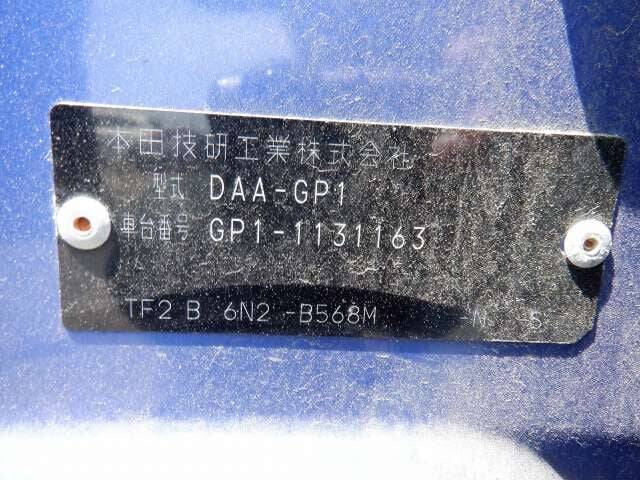 本田技研工業株式会社
型式 DAA-GP1
車台番号 GP1-1131163
TF2 B 6N2 -B568M N S